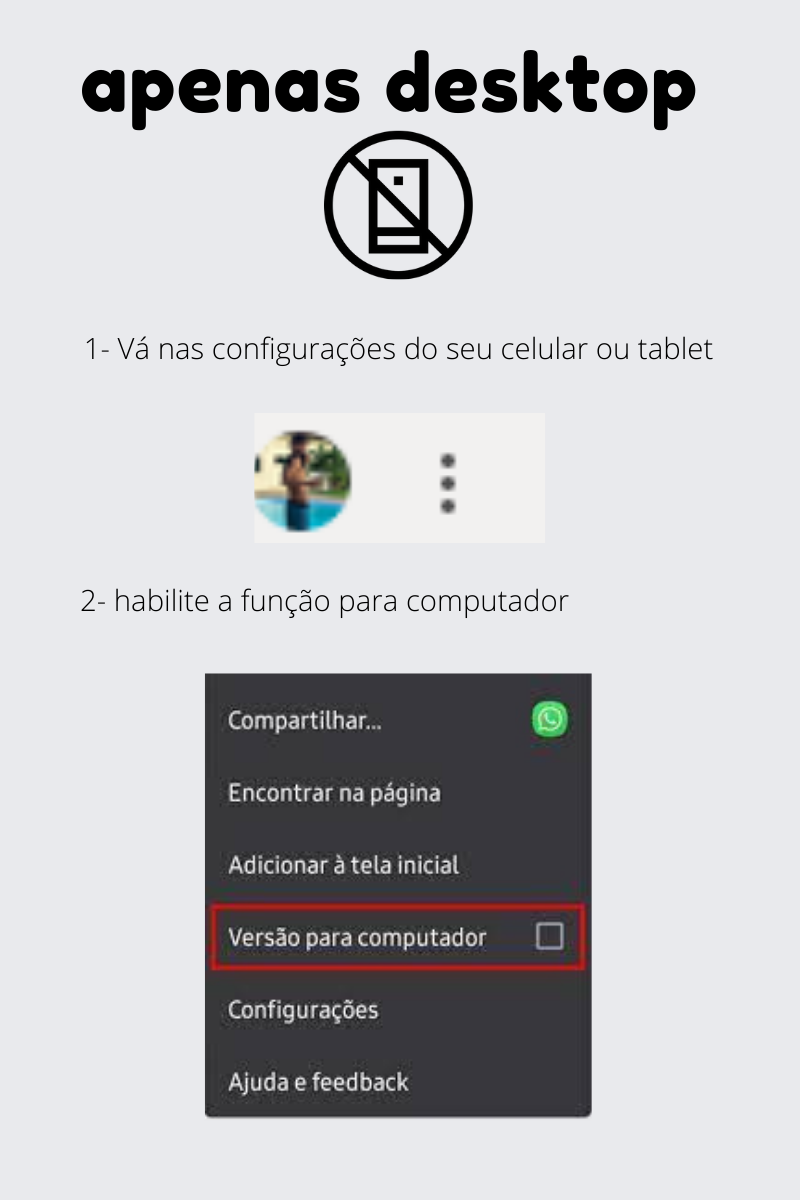 apenas desktop
1- Vá nas configurações do seu celular ou tablet
2- habilite a função para computador
Compartilhar...
Encontrar na página
Adicionar à tela inicial
Versão para computador
Configurações
Ajuda e feedback